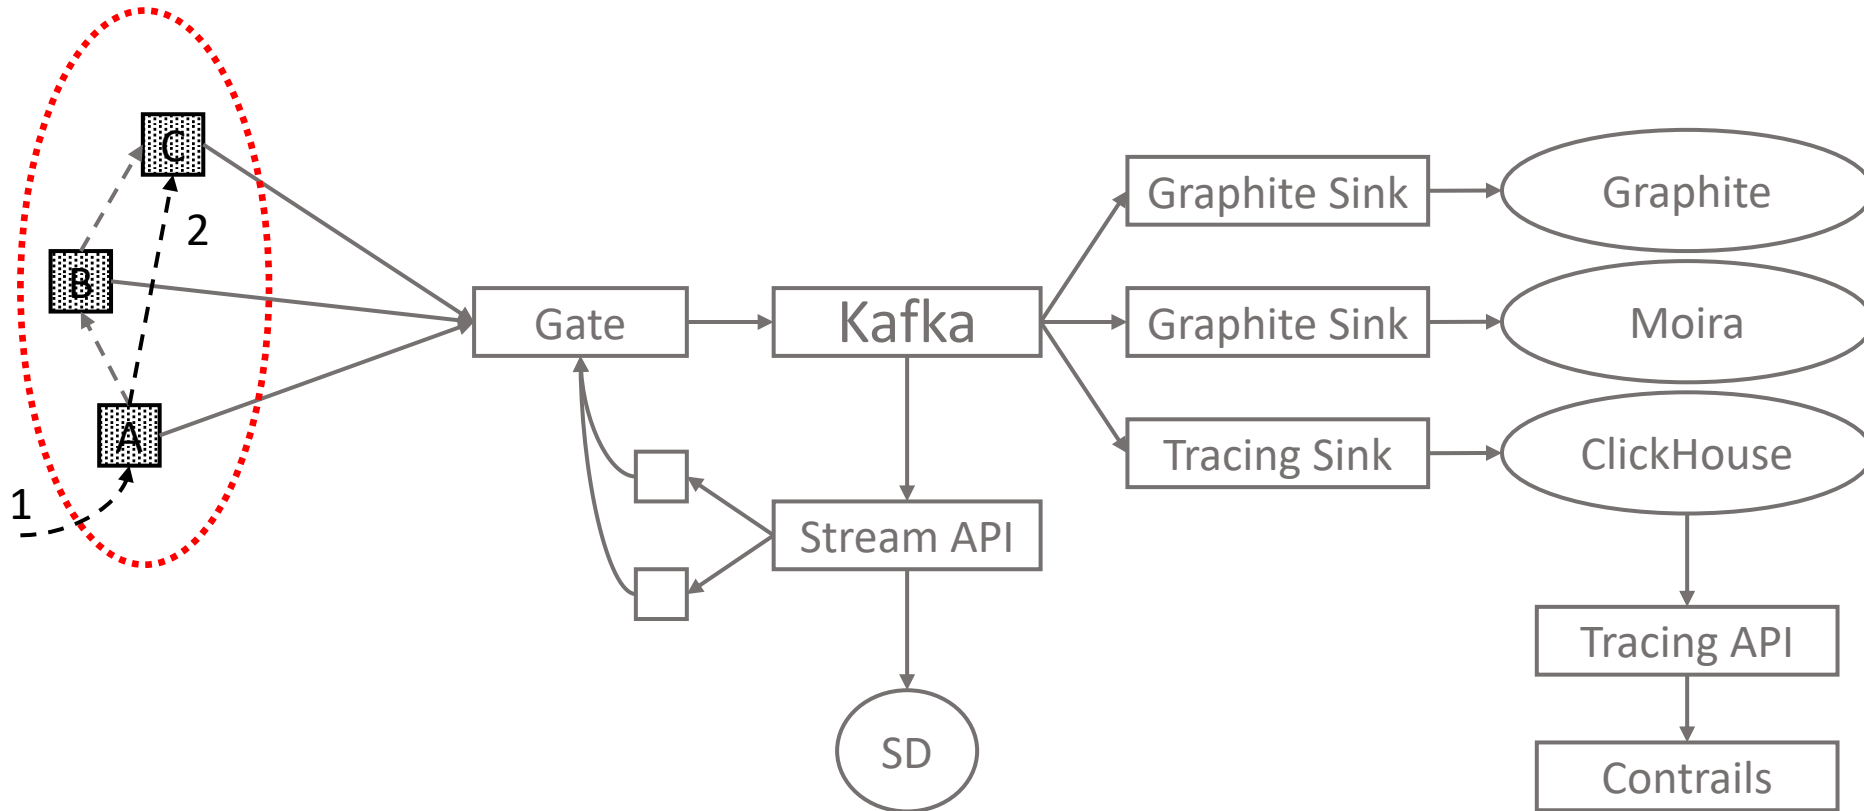 C
2
B
A
1
Gate
Kafka
Graphite Sink
Graphite
Graphite Sink
Moira
Tracing Sink
ClickHouse
Stream API
SD
Tracing API
Contrails